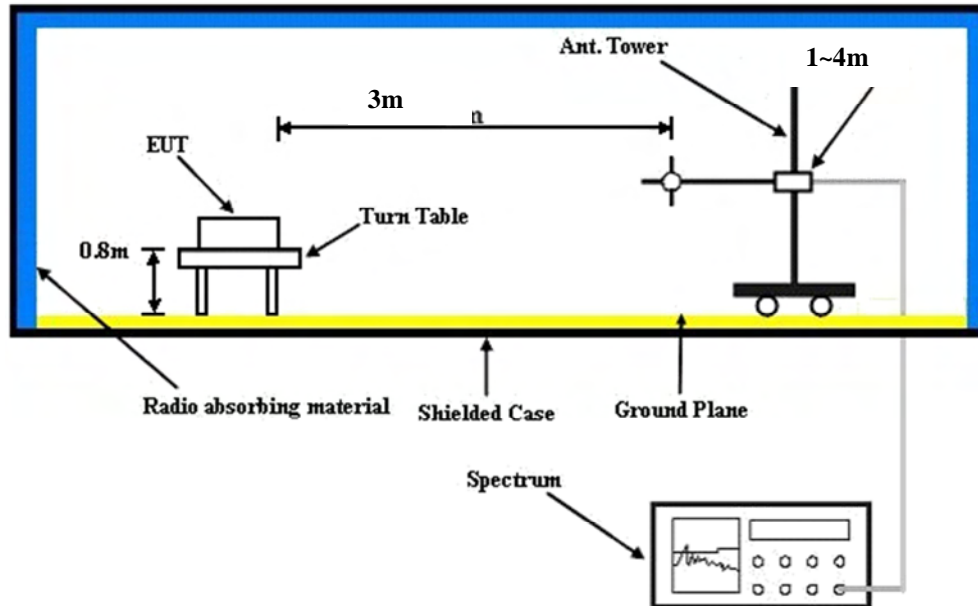 Ant. Tower
1~4m
3m
n
EUT
Turn Table
0.8m
Radio absorbing material
Shielded Case
Ground Plane
Spectrum